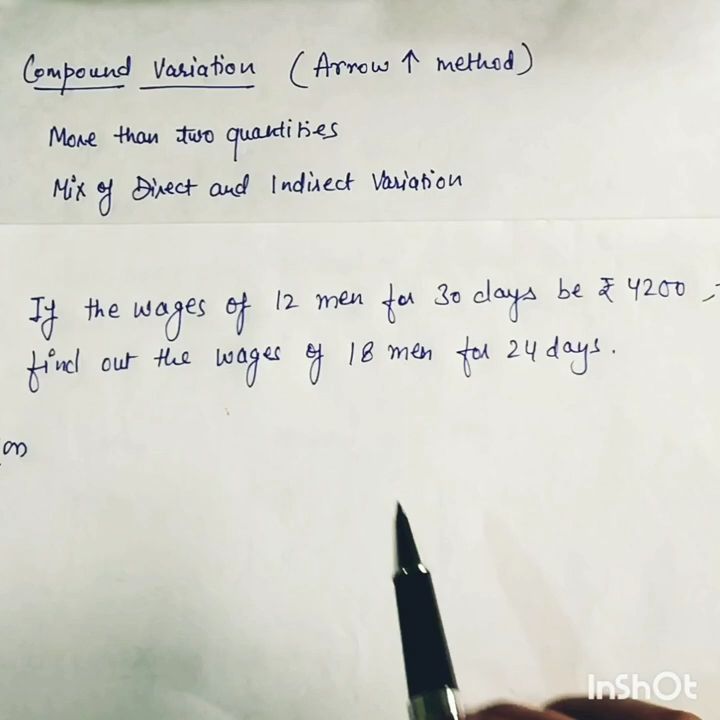 Compound Variation (Arrow ↑ method)
More than two quantities
Mix of Direct and Indirect Variation
If the wages of 12 men for 30 days be ₹ 4200,
find out the wages of 18 men for 24 days.
InShOt